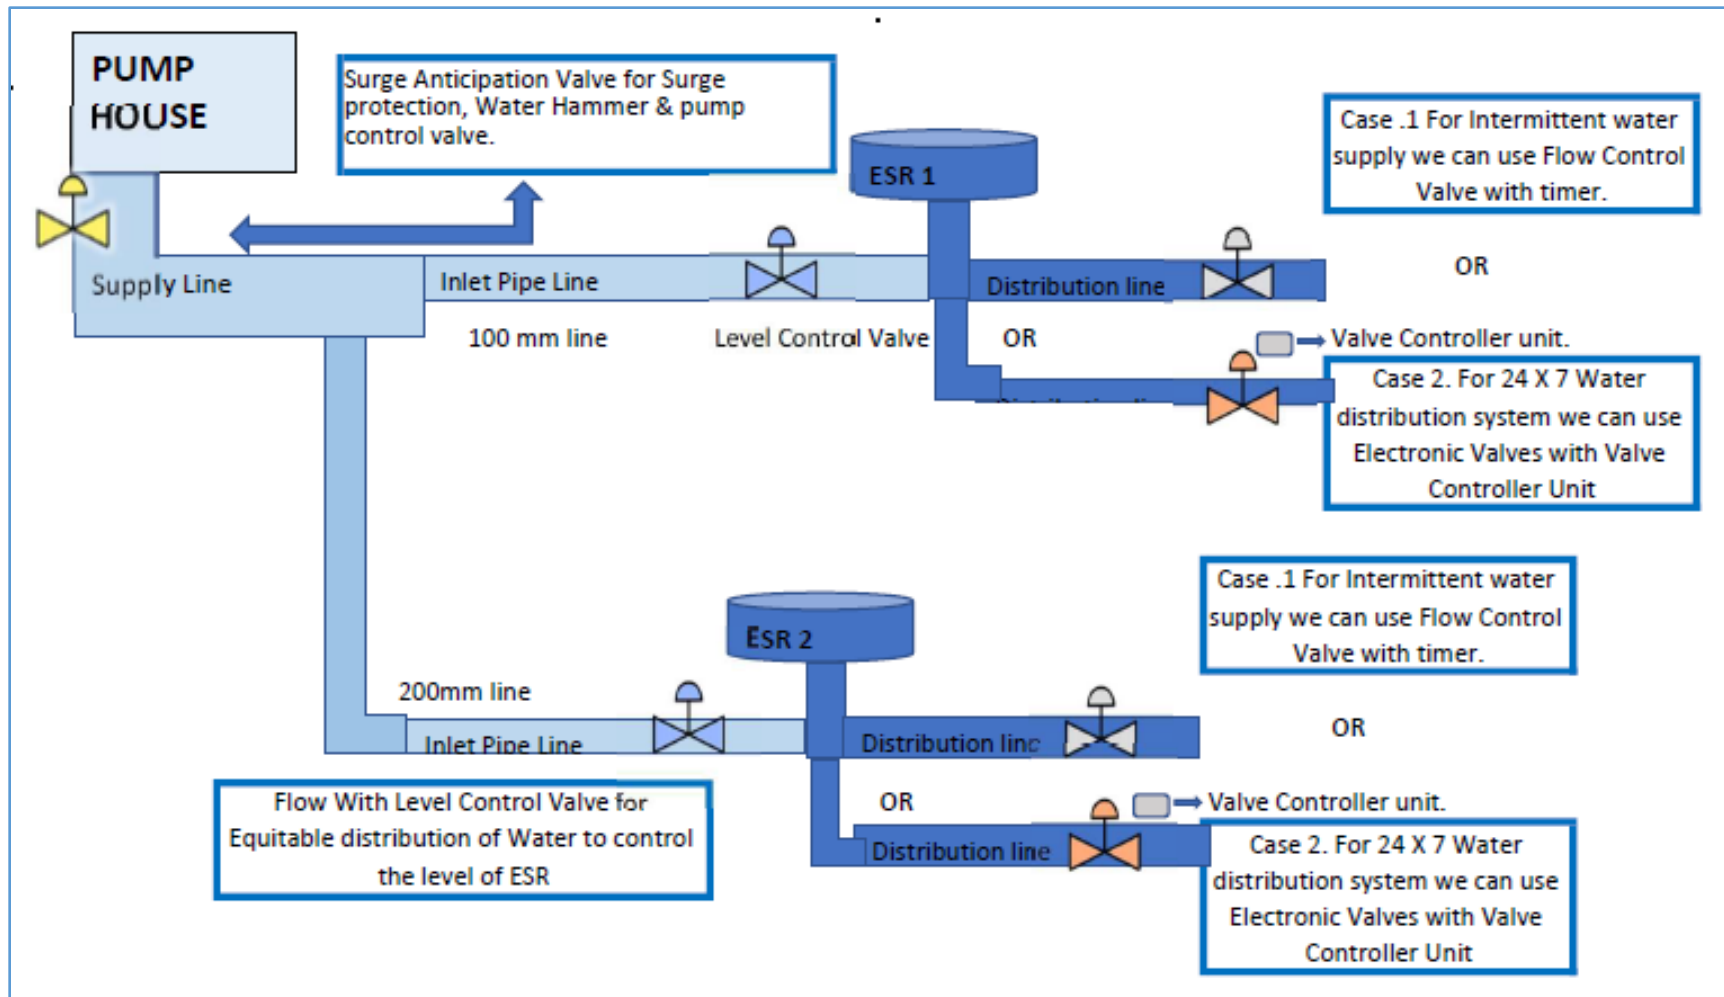 PUMP
HOUSE
Surge Anticipation Valve for Surge
protection, Water Hammer & pump
control valve.
ESR 1
Case .1 For Intermittent water
supply we can use Flow Control
Valve with timer.
OR
Supply Line
Inlet Pipe Line
Distribution line
100 mm line
Level Control Valve
OR
Valve Controller unit.
Case 2. For 24 X 7 Water
distribution system we can use
Electronic Valves with Valve
Controller Unit
Case .1 For Intermittent water
supply we can use Flow Control
Valve with timer.
ESR 2
200mm line
Inlet Pipe Line
Distribution line
OR
Flow With Level Control Valve for
Equitable distribution of Water to control
the level of ESR
OR
Valve Controller unit.
Distribution line
Case 2. For 24 X 7 Water
distribution system we can use
Electronic Valves with Valve
Controller Unit